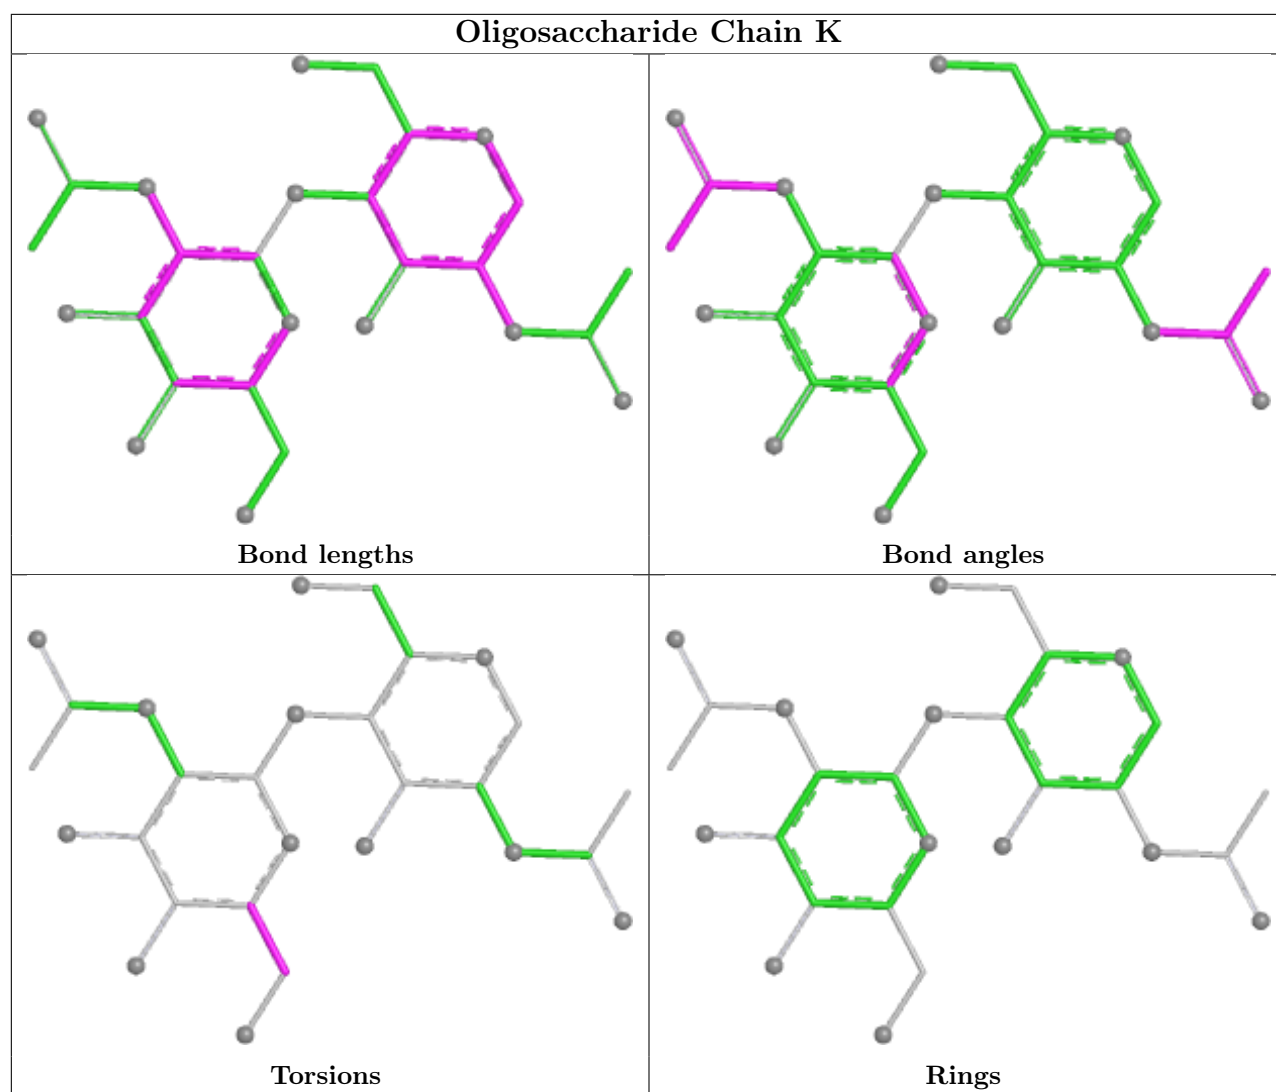 Oligosaccharide Chain K
Bond lengths
Bond angles
Torsions
Rings